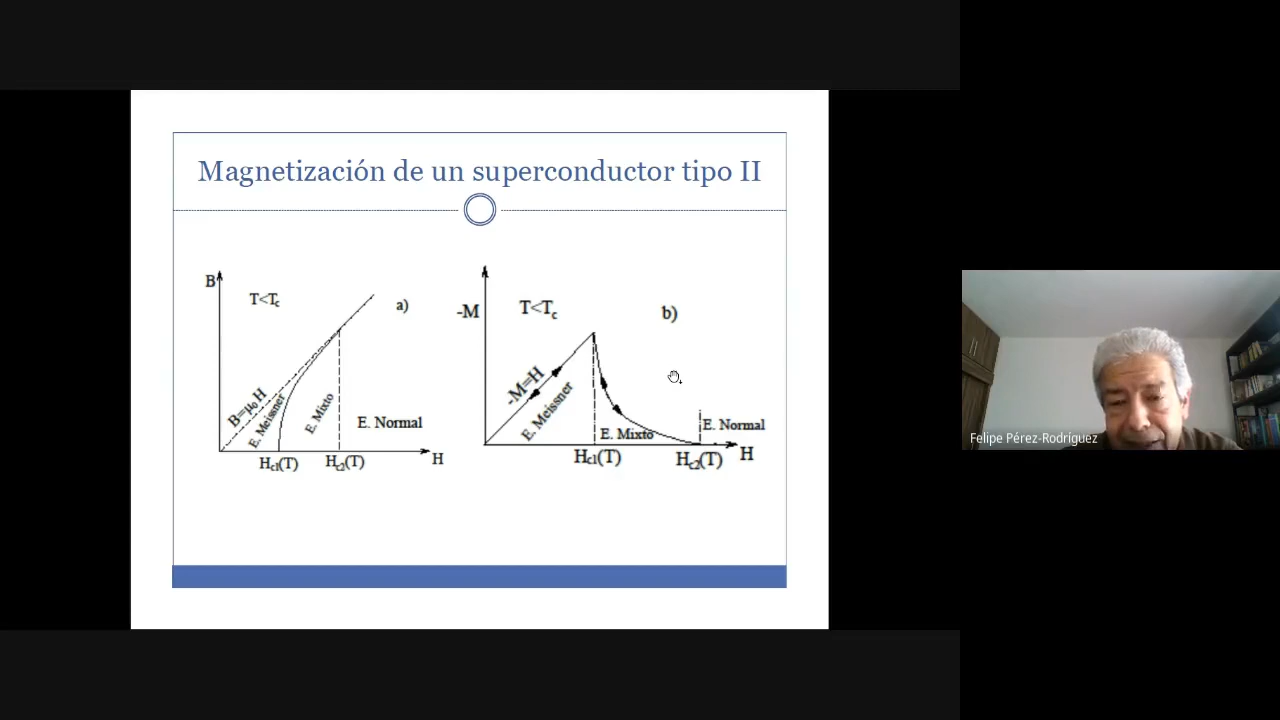 Magnetización de un superconductor tipo II
B
T<Tc
a)
B=μ0 H
E. Meissner
E. Mixto
E. Normal
Hc1(T)
Hc2(T)
H
-M
T<Tc
b)
-M=H
E. Meissner
E. Mixto
E. Normal
Hc1(T)
Hc2(T)
H
Felipe Pérez-Rodríguez